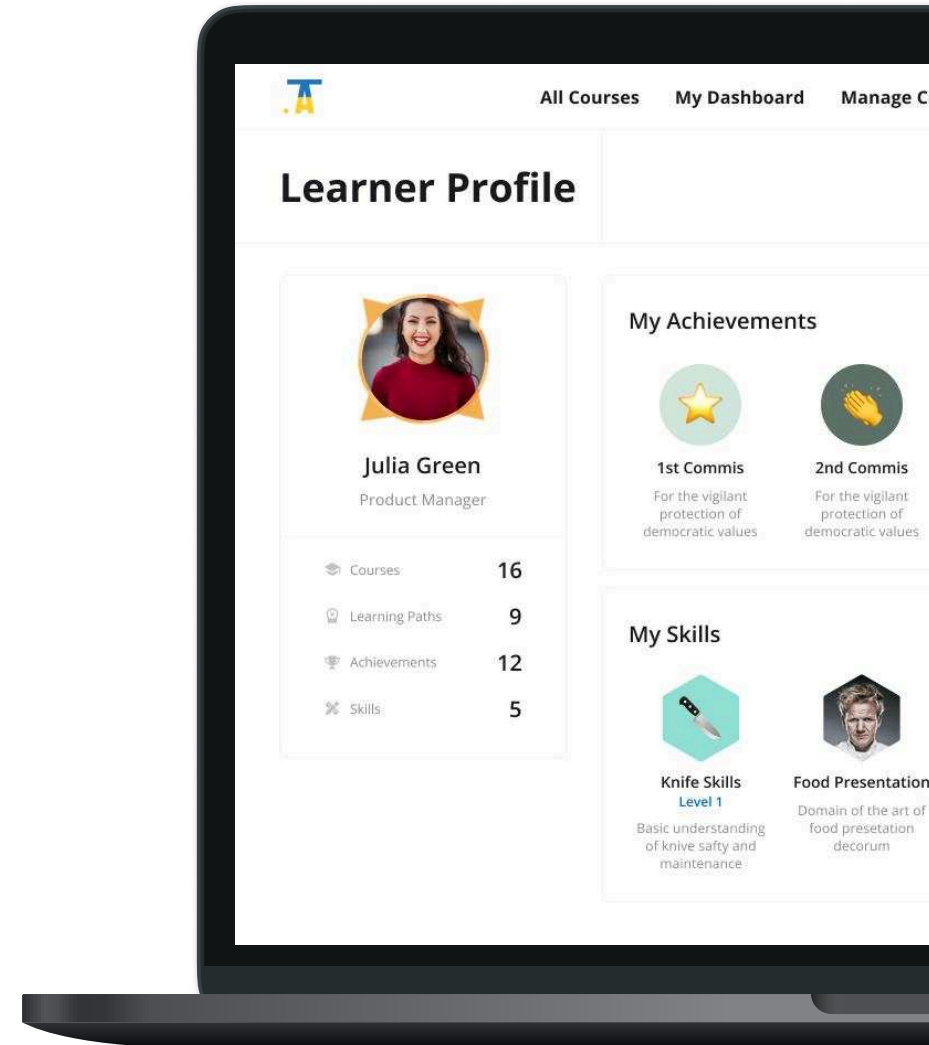 All Courses My Dashboard Manage C
Learner Profile
Julia Green
Product Manager
Courses 16
Learning Paths 9
Achievements 12
Skills 5
My Achievements
1st Commis 2nd Commis
For the vigilant For the vigilant
protection of protection of
democratic values democratic values
My Skills
Knife Skills Food Presentation
Level 1
Basic understanding
of knive safty and
maintenance
Domain of the art of
food presetation
decorum